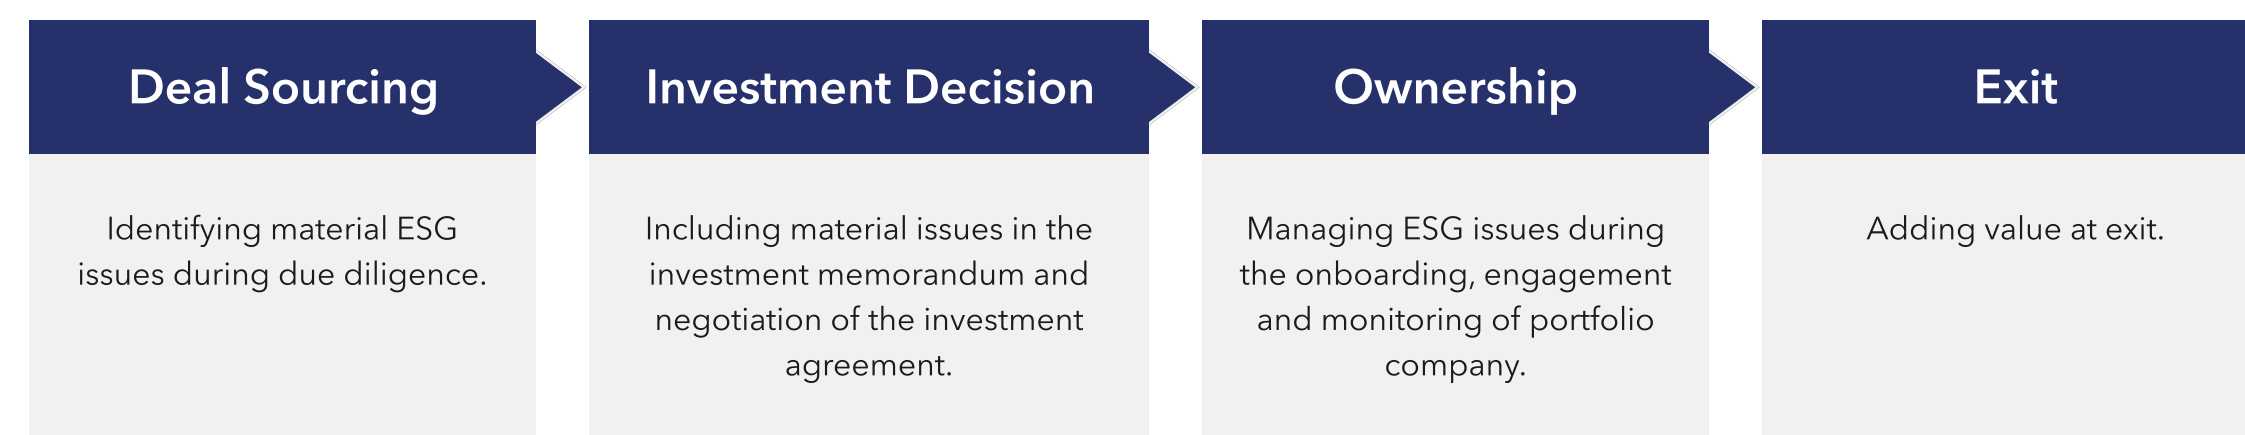 Deal Sourcing
Identifying material ESG
issues during due diligence.
Investment Decision
Including material issues in the
investment memorandum and
negotiation of the investment
agreement.
Ownership
Managing ESG issues during
the onboarding, engagement
and monitoring of portfolio
company.
Exit
Adding value at exit.